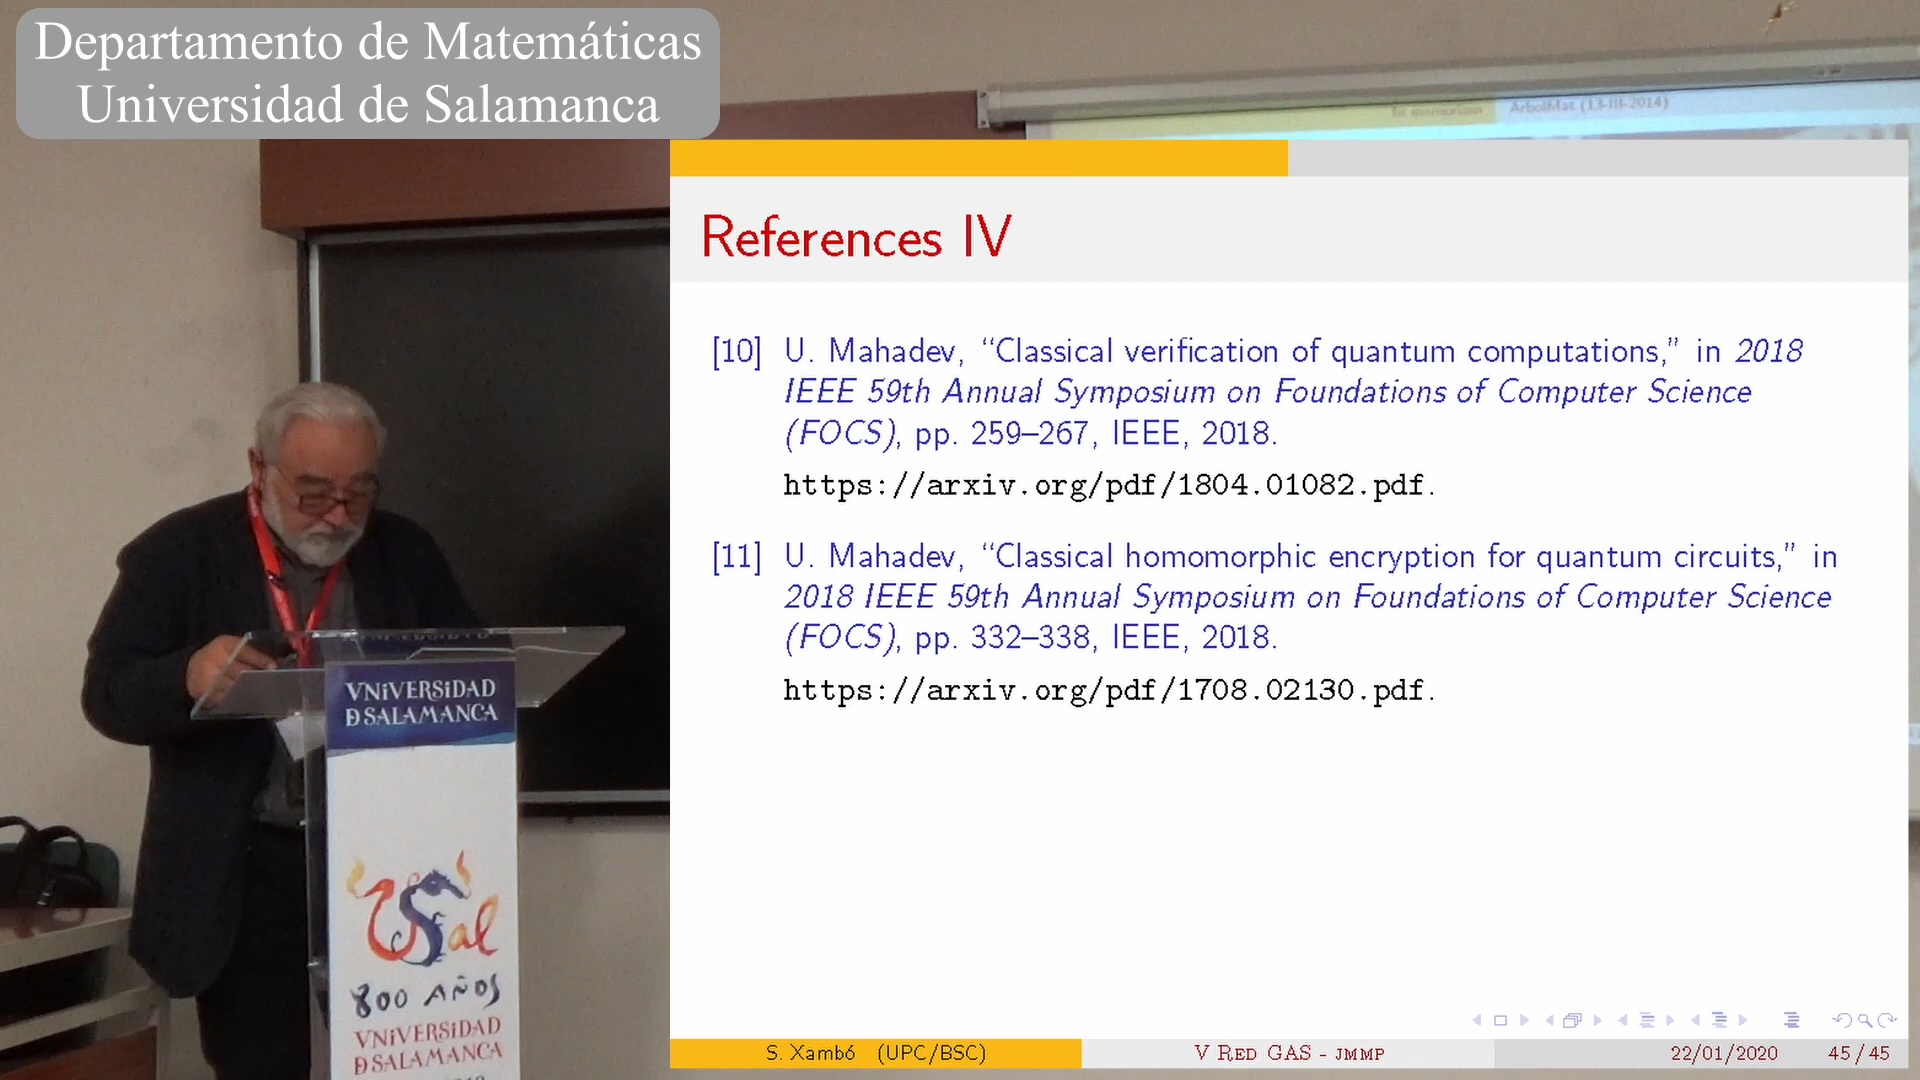 Departamento de Matemáticas
Universidad de Salamanca
In memoriam ArbolMat (13-III-2014)
References IV
[10] U. Mahadev, “Classical verification of quantum computations,” in 2018
IEEE 59th Annual Symposium on Foundations of Computer Science
(FOCS), pp. 259–267, IEEE, 2018.
https://arxiv.org/pdf/1804.01082.pdf.
[11] U. Mahadev, “Classical homomorphic encryption for quantum circuits,” in
2018 IEEE 59th Annual Symposium on Foundations of Computer Science
(FOCS), pp. 332–338, IEEE, 2018.
https://arxiv.org/pdf/1708.02130.pdf.
S. Xambó (UPC/BSC) V RED GAS - JMMP 22/01/2020 45/45
VNiVERSiDAD
D SALAMANCA
VSal
800 AÑOS
VNiVERSiDAD
D SALAMANCA